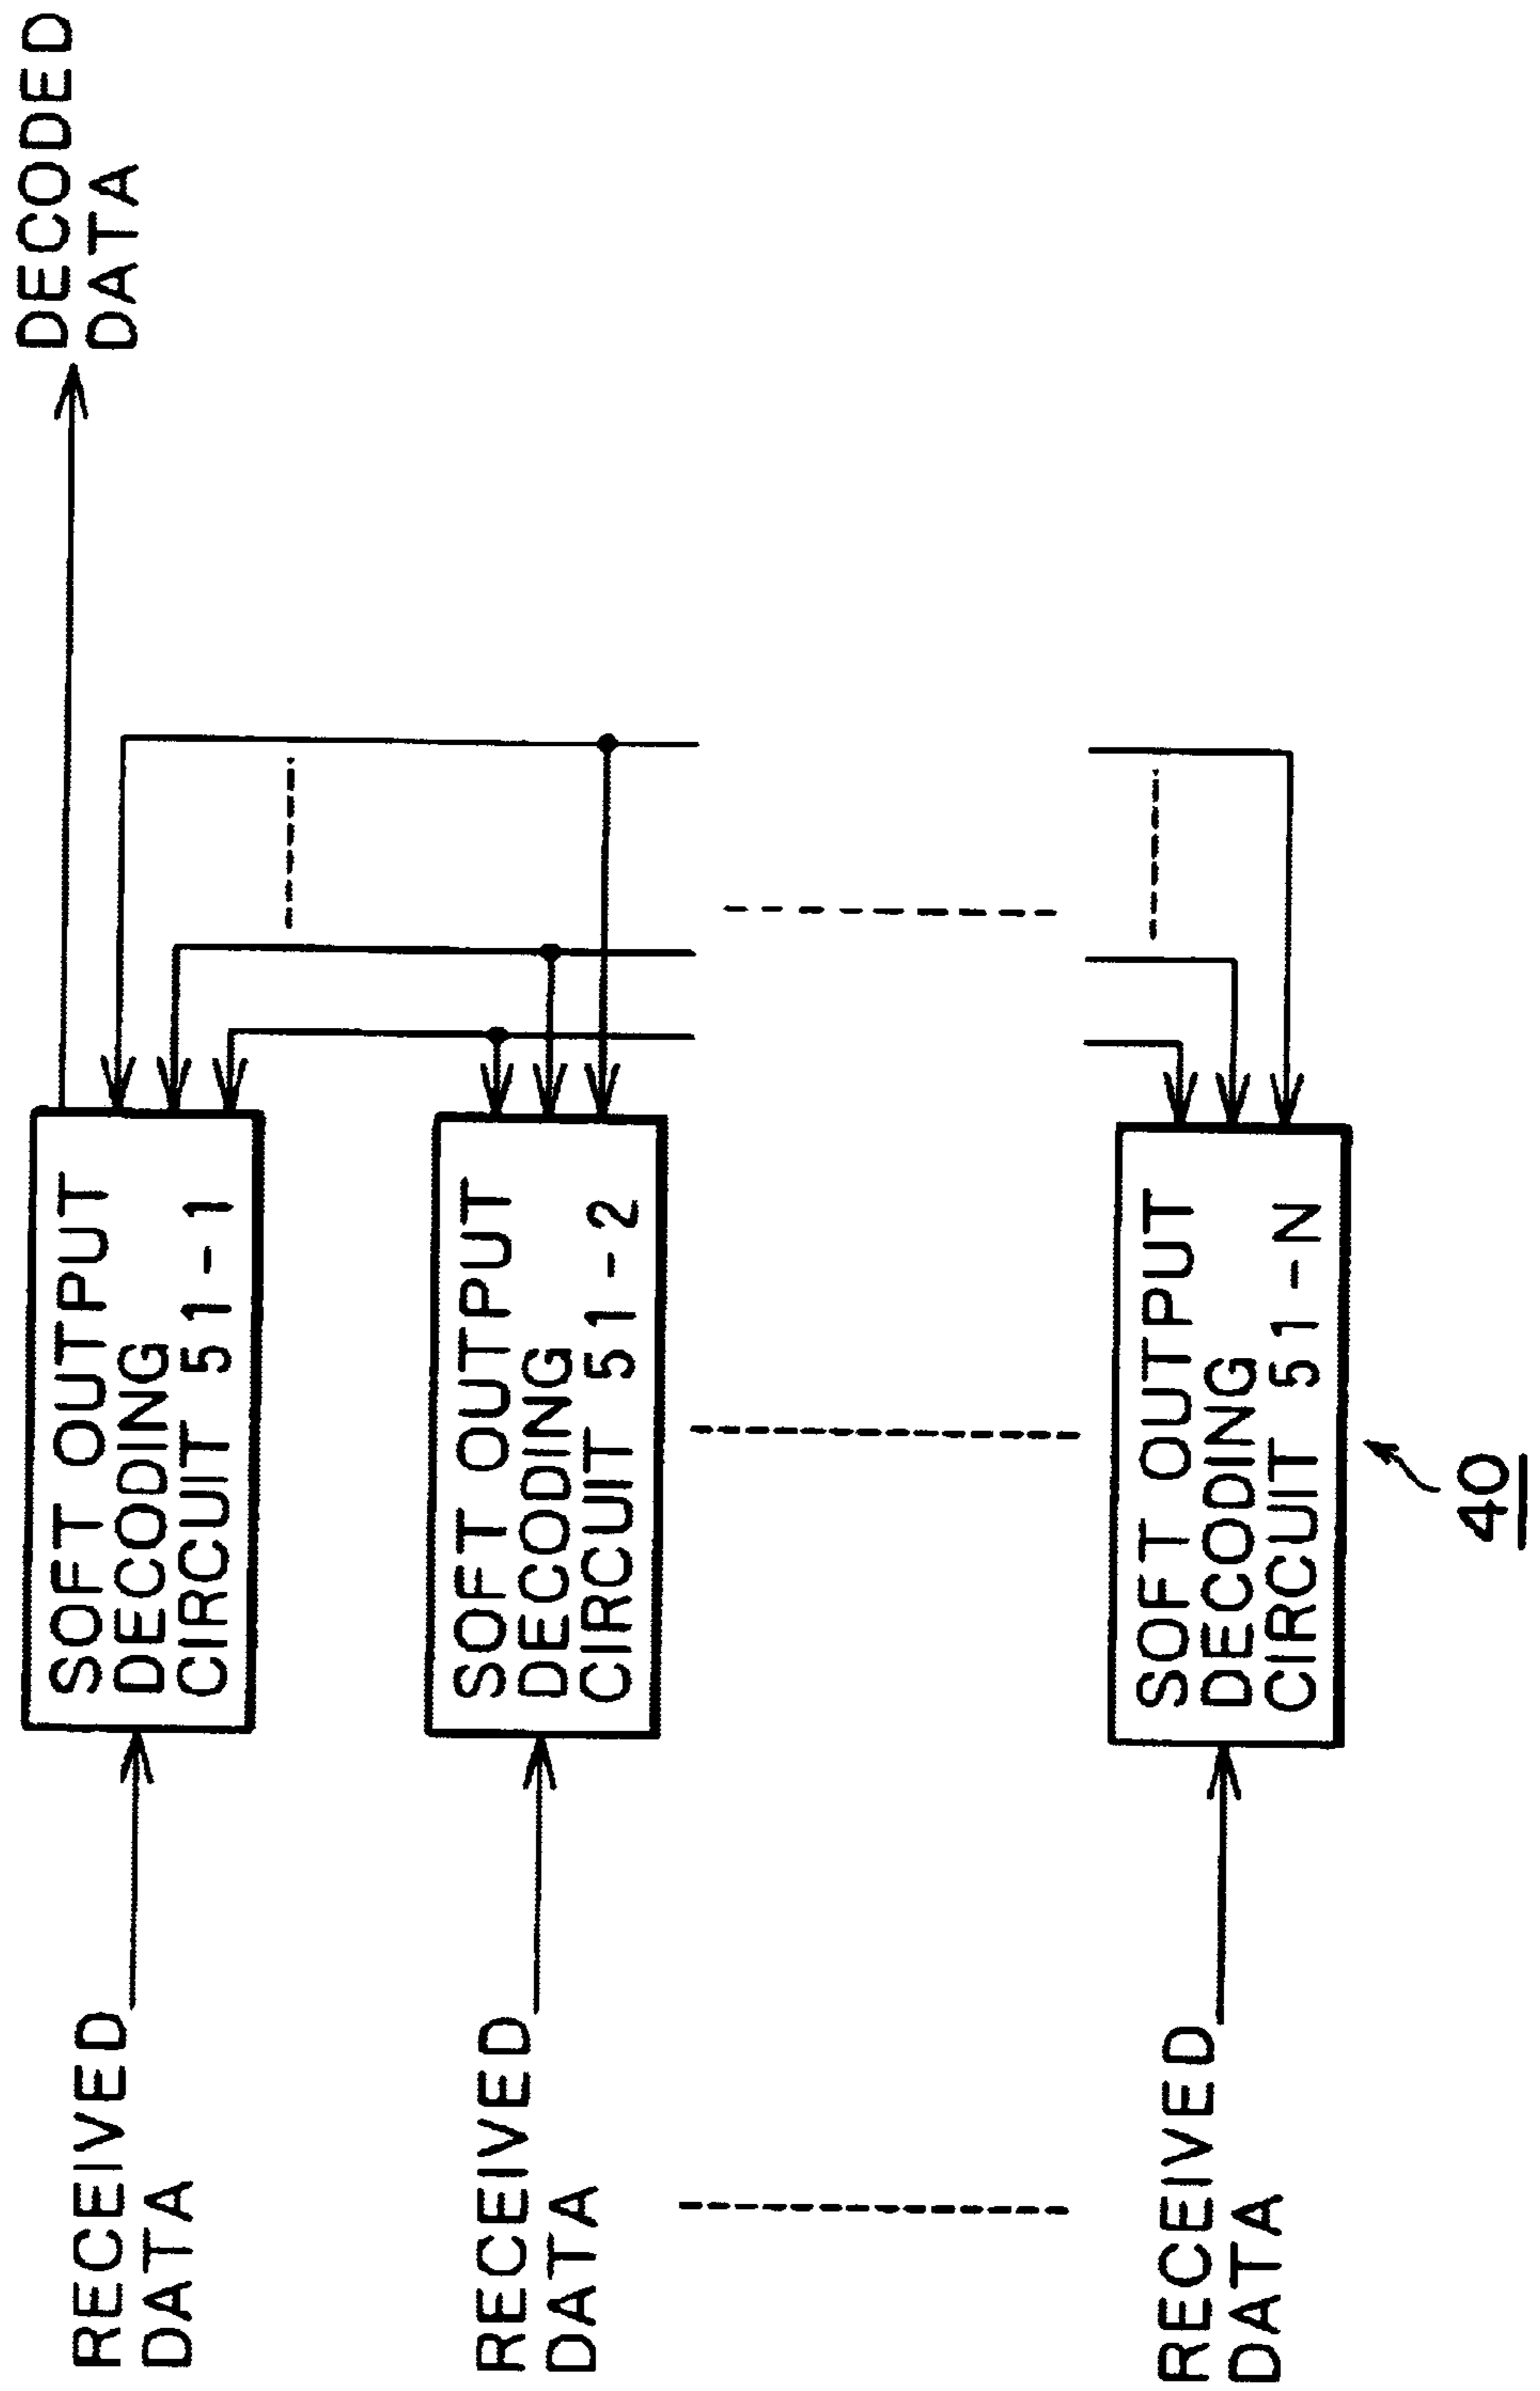 DECODED
DATA
SOFT OUTPUT
DECODING
CIRCUIT 51-1
RECEIVED
DATA
SOFT OUTPUT
DECODING
CIRCUIT 51-2
RECEIVED
DATA
SOFT OUTPUT
DECODING
CIRCUIT 51-N
RECEIVED
DATA
40